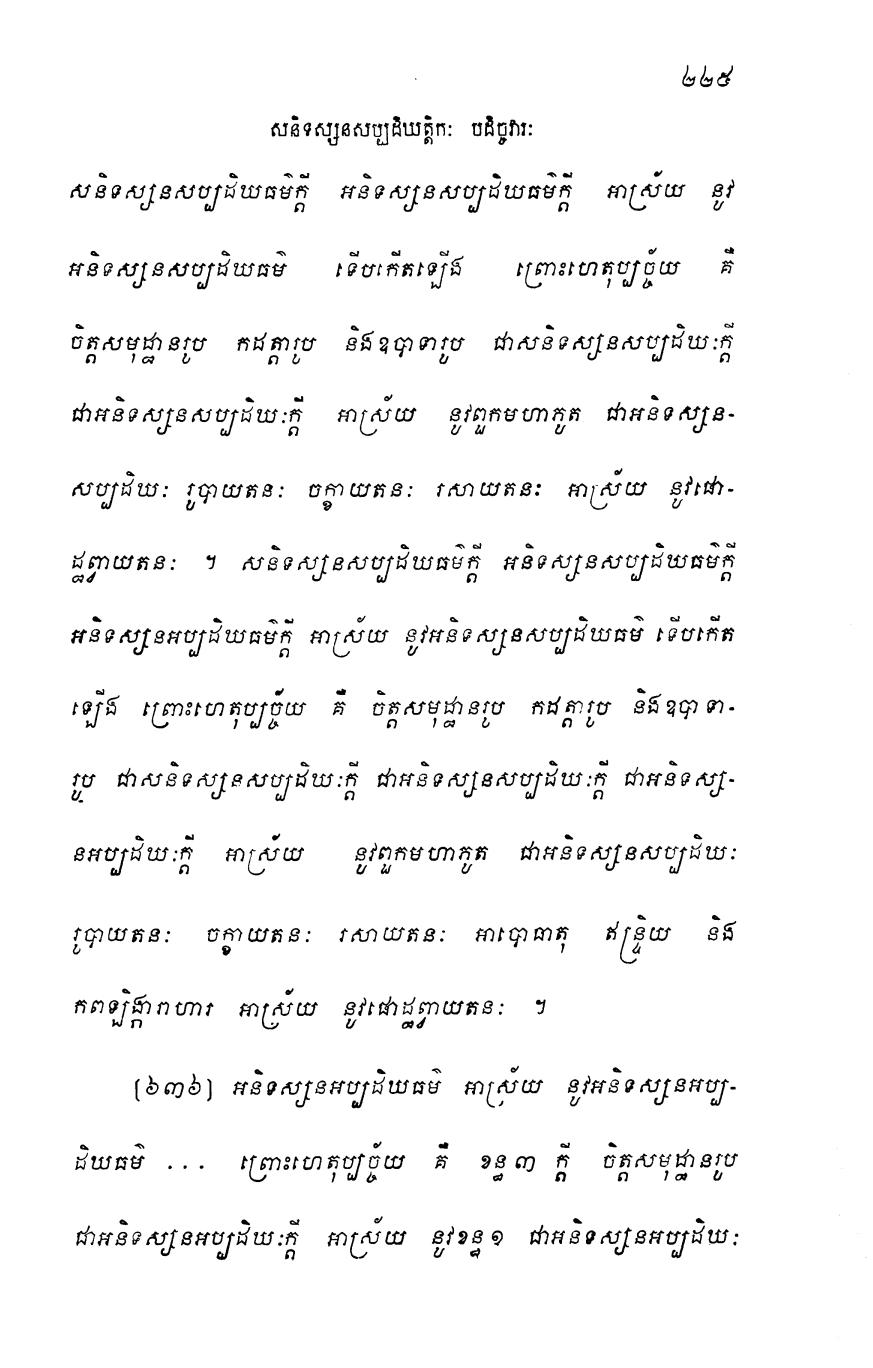 ២២៥
សនិទស្សនសប្បដិឃត្តិកៈ បដិច្ចវារៈ
សនិទស្សនសប្បដិឃធម៌ក្តី អនិទស្សនសប្បដិឃធម៌ក្តី អាស្រ័យ នូវ
អនិទស្សនសប្បដិឃធម៌ ទើបកើតឡើង ព្រោះហេតុប្បច្ច័យ គឺ
ចិត្តសមុដ្ឋានរូប កដត្តារូប និងឧបាទារូប ជាសនិទស្សនសប្បដិឃៈក្តី
ជាអនិទស្សនសប្បដិឃៈក្តី អាស្រ័យ នូវពួកមហាភូត ជាអនិទស្សន-
សប្បដិឃៈ រូបាយតនៈ ចក្ខាយតនៈ រសាយតនៈ អាស្រ័យ នូវផោ-
ដ្ឋព្វាយតនៈ ។ សនិទស្សនសប្បដិឃធម៌ក្តី អនិទស្សនសប្បដិឃធម៌ក្តី
អនិទស្សនអប្បដិឃធម៌ក្តី អាស្រ័យ នូវអនិទស្សនសប្បដិឃធម៌ ទើបកើត
ឡើង ព្រោះហេតុប្បច្ច័យ គឺ ចិត្តសមុដ្ឋានរូប កដត្តារូប និងឧបាទា-
រូប ជាសនិទស្សនសប្បដិឃៈក្តី ជាអនិទស្សនសប្បដិឃៈក្តី ជាអនិទស្ស-
នអប្បដិឃៈក្តី អាស្រ័យ នូវពួកមហាភូត ជាអនិទស្សនសប្បដិឃៈ
រូបាយតនៈ ចក្ខាយតនៈ រសាយតនៈ អាបោធាតុ ឥន្ទ្រិយ និង
កពឡិង្ការាហារ អាស្រ័យ នូវផោដ្ឋព្វាយតនៈ ។
[៦៣៦] អនិទស្សនអប្បដិឃធម៌ អាស្រ័យ នូវអនិទស្សនអប្ប-
ដិឃធម៌ ... ព្រោះហេតុប្បច្ច័យ គឺ ខន្ធ ៣ ក្តី ចិត្តសមុដ្ឋានរូប
ជាអនិទស្សនអប្បដិឃៈក្តី អាស្រ័យ នូវខន្ធ ១ ជាអនិទស្សនអប្បដិឃៈ